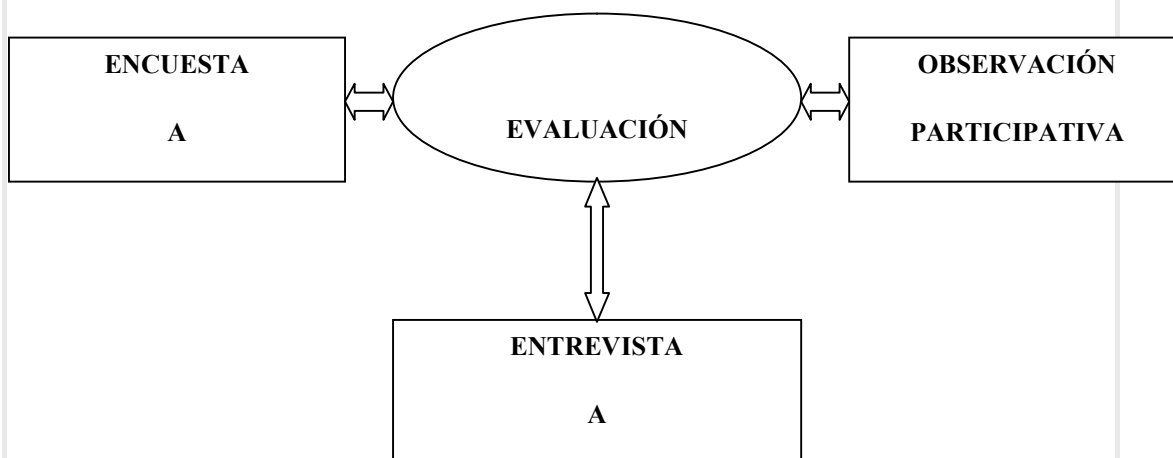 ENCUESTA
A
EVALUACIÓN
OBSERVACIÓN
PARTICIPATIVA
ENTREVISTA
A